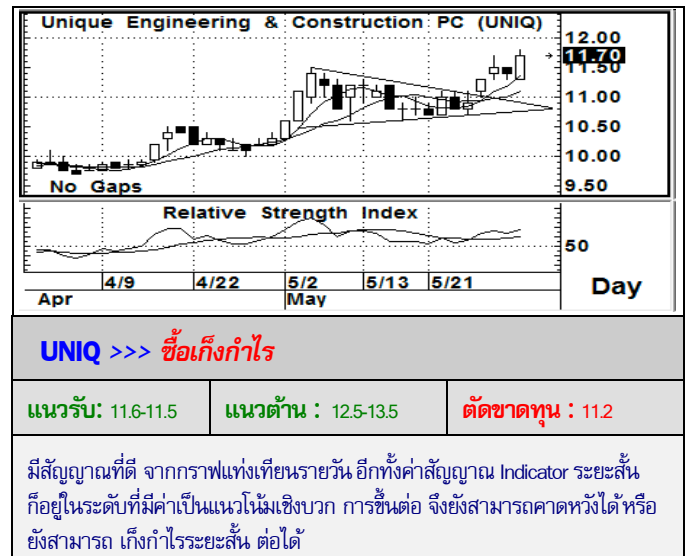 Unique Engineering & Construction PC (UNIQ)
12.00
11.70
11.50
11.00
10.50
10.00
9.50
No Gaps
Relative Strength Index
50
4/9 4/22 5/2 5/13 5/21
Apr May
Day
UNIQ >>> ซื้อเก็งกำไร
แนวรับ: 11.6-11.5 แนวต้าน : 12.5-13.5 ตัดขาดทุน : 11.2
มีสัญญาณที่ดี จากกราฟแท่งเทียนรายวัน อีกทั้งค่าสัญญาณ Indicator ระยะสั้น
ก็อยู่ในระดับที่มีค่าเป็นแนวโน้มเชิงบวก การขึ้นต่อ จึงยังสามารถคาดหวังได้ หรือ
ยังสามารถ เก็งกำไรระยะสั้น ต่อได้